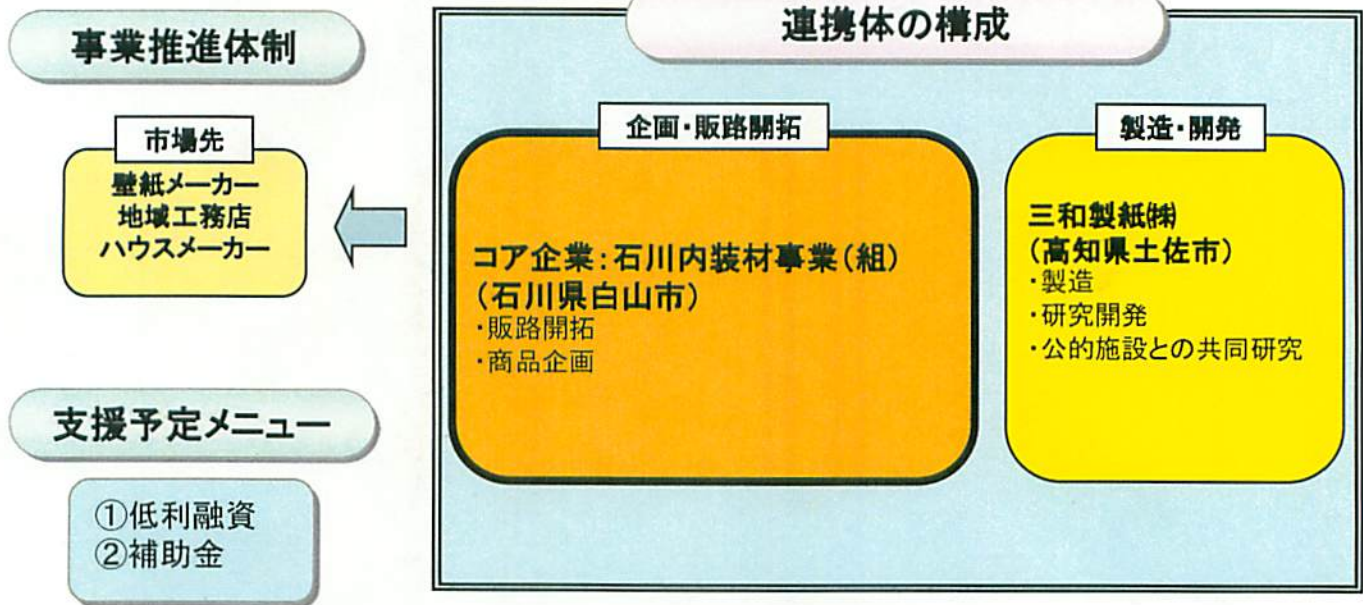 事業推進体制
市場先
壁紙メーカー
地域工務店
ハウスメーカー
支援予定メニュー
①低利融資
②補助金
連携体の構成
企画・販路開拓
コア企業:石川内装材事業(組)
(石川県白山市)
・販路開拓
・商品企画
製造・開発
三和製紙㈱
(高知県土佐市)
・製造
・研究開発
・公的施設との共同研究